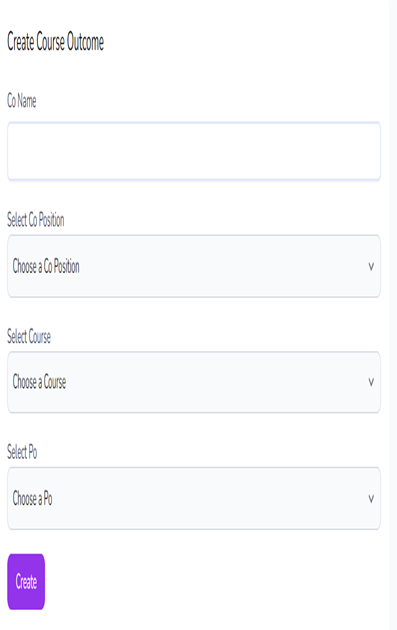 Create Course Outcome
Co Name
Select Co Position
Choose a Co Position
Select Course
Choose a Course
Select Po
Choose a Po
Create